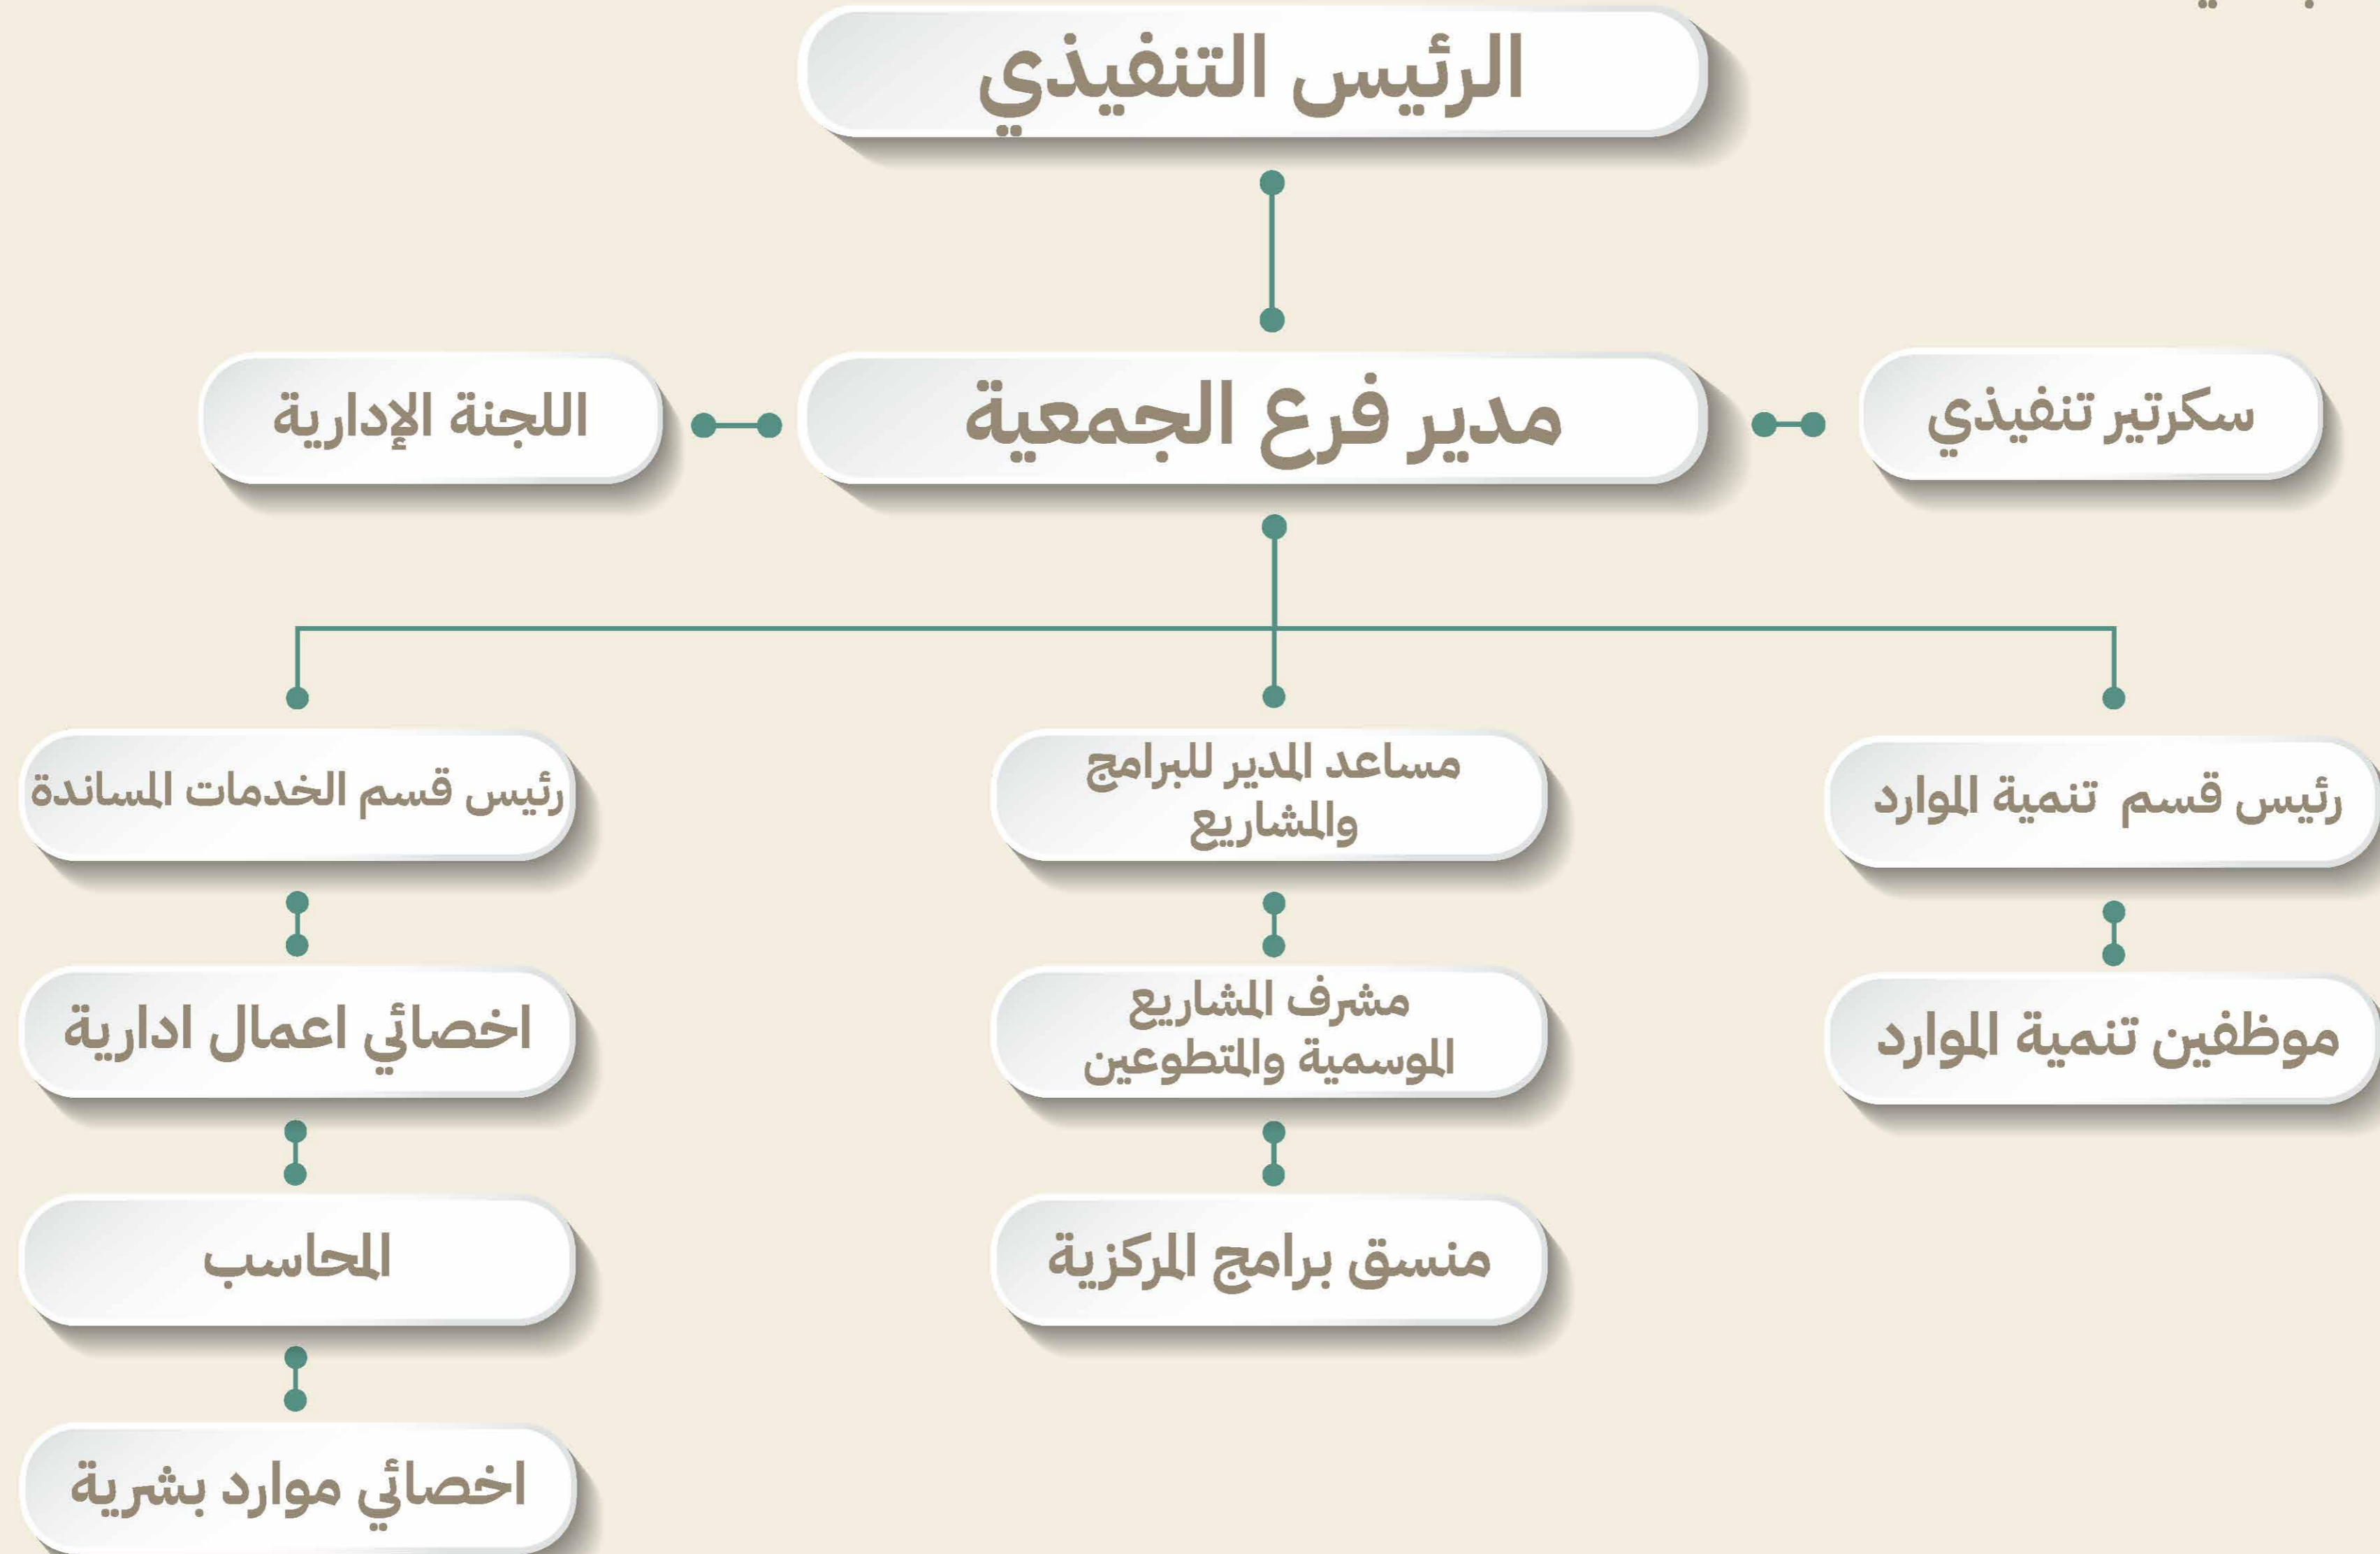 الرئيس التنفيذي
سكرتير تنفيذي
مدير فرع الجمعية
اللجنة الإدارية
رئيس قسم تنمية الموارد
مساعد المدير للبرامج
والمشاريع
رئيس قسم الخدمات المساندة
موظفين تنمية الموارد
مشرف المشاريع
الموسمية والمتطوعين
اخصائي اعمال ادارية
منسق برامج المركزية
المحاسب
اخصائي موارد بشرية